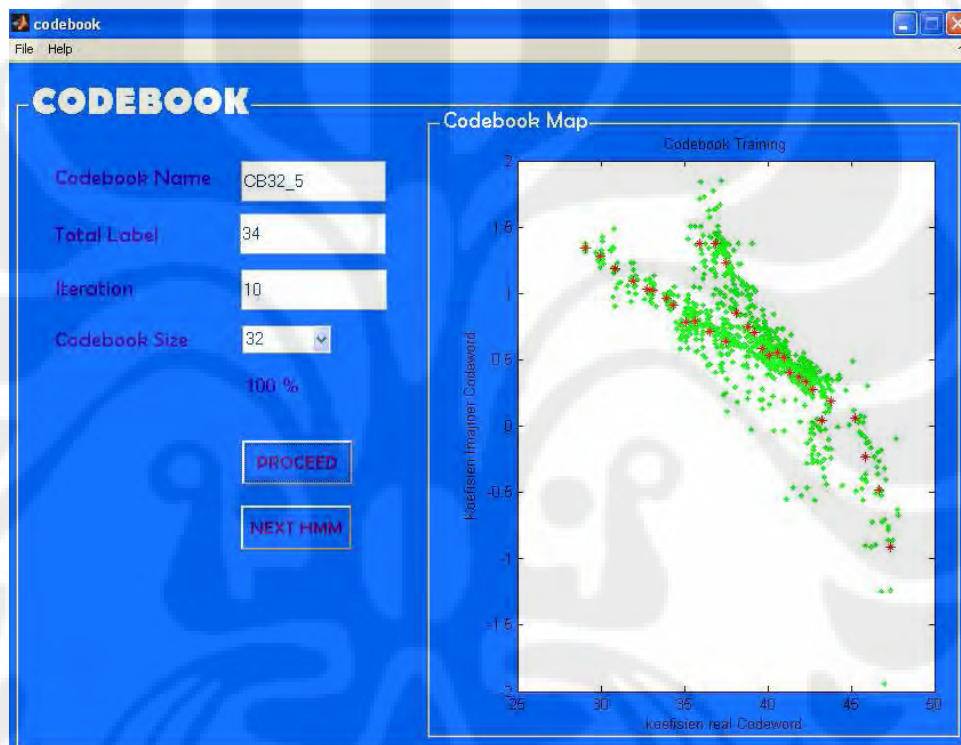 codebook
File Help
CODEBOOK
Codebook Name CB32_5
Total Label 34
Iteration 10
Codebook Size 32
100 %
PROCEED
NEXT HMM
Codebook Map
Codebook Training
2
1.5
1
0.5
0
-0.5
-1
-1.5
-2
25 30 35 40 45 50
Koefisien Imajiner Codeword
koefisien real Codeword